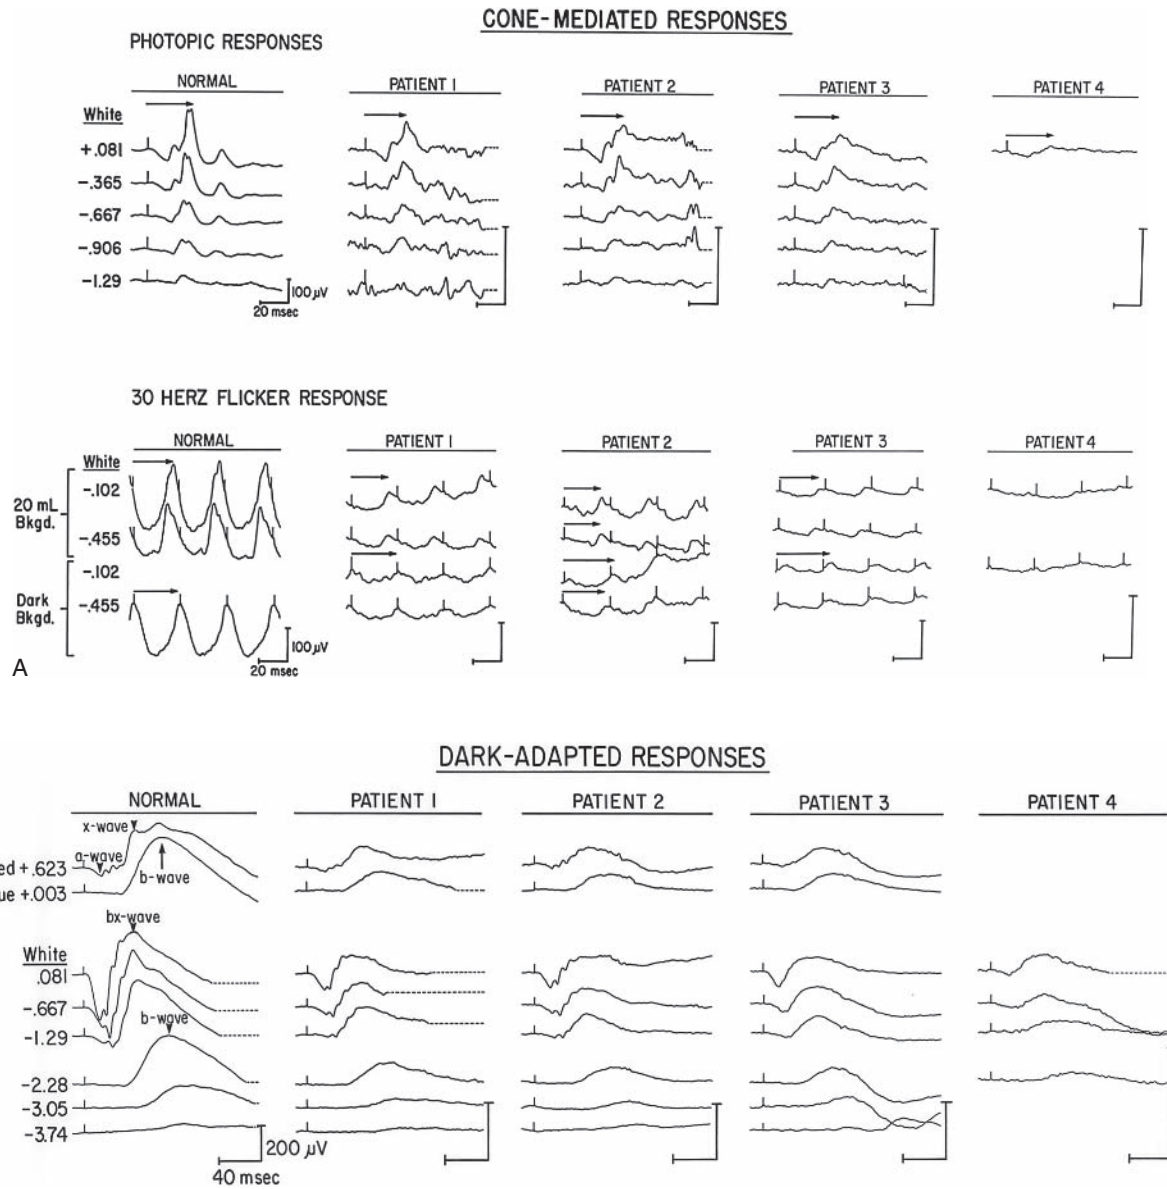 CONE-MEDIATED RESPONSES
PHOTOPIC RESPONSES
NORMAL PATIENT 1 PATIENT 2 PATIENT 3 PATIENT 4
White
+.081
-.365
-.667
-.906
-1.29
100 µV
20 msec
30 HERZ FLICKER RESPONSE
NORMAL PATIENT 1 PATIENT 2 PATIENT 3 PATIENT 4
White
-.102
20 mL
Bkgd.
-.455
-.102
Dark
Bkgd.
-.455
100 µV
20 msec
A
DARK-ADAPTED RESPONSES
NORMAL PATIENT 1 PATIENT 2 PATIENT 3 PATIENT 4
x-wave
a-wave
ed +.623
b-wave
ue +.003
bx-wave
White
.081
-.667
b-wave
-1.29
-2.28
-3.05
-3.74
200 µV
40 msec